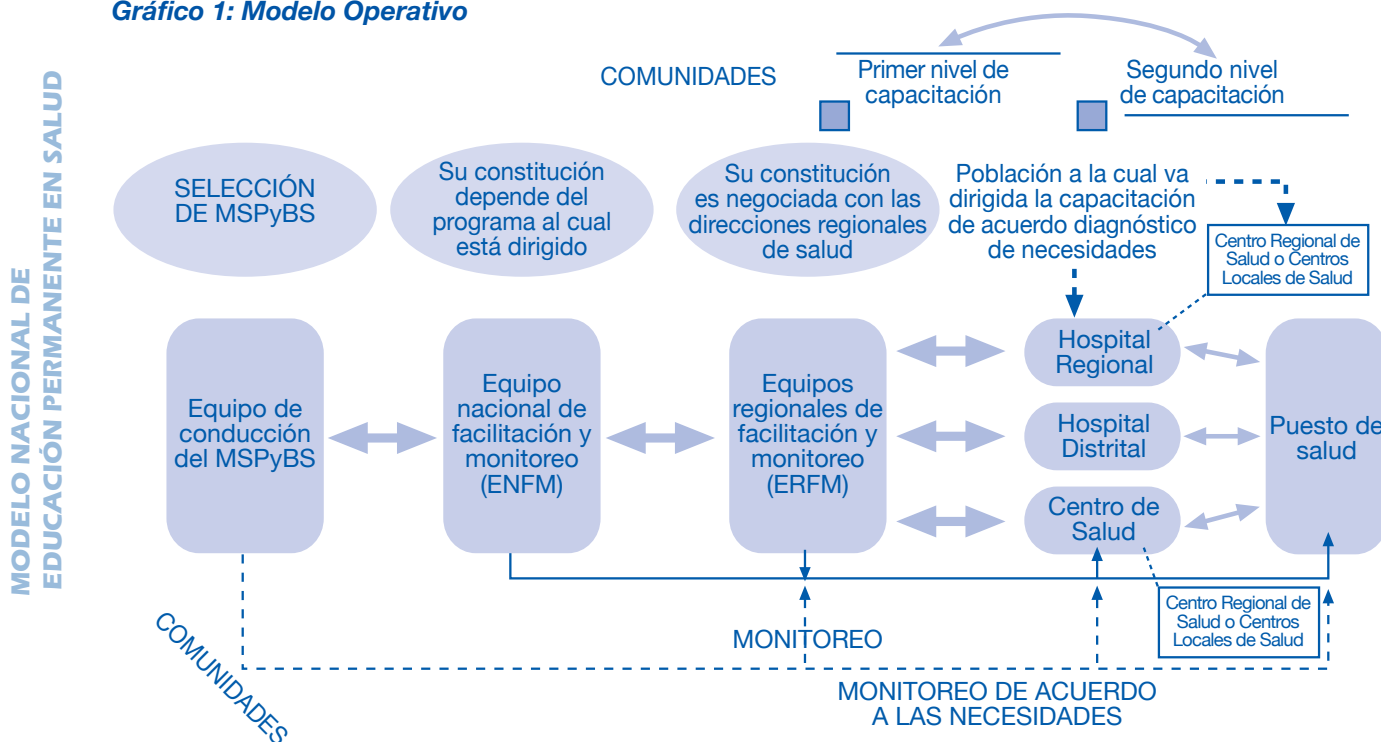 Gráfico 1: Modelo Operativo
MODELO NACIONAL DE
EDUCACIÓN PERMANENTE EN SALUD
COMUNIDADES
Primer nivel de
capacitación
Segundo nivel
de capacitación
SELECCIÓN
DE MSPyBS
Su constitución
depende del
programa al cual
está dirigido
Su constitución
es negociada con las
direcciones regionales
de salud
Población a la cual va
dirigida la capacitación
de acuerdo diagnóstico
de necesidades
Centro Regional de
Salud o Centros
Locales de Salud
Equipo de
conducción
del MSPyBS
Equipo
nacional de
facilitación y
monitoreo
(ENFM)
Equipos
regionales de
facilitación y
monitoreo
(ERFM)
Hospital
Regional
Hospital
Distrital
Centro de
Salud
Puesto de
salud
Centro Regional de
Salud o Centros
Locales de Salud
COMUNIDADES
MONITOREO
MONITOREO DE ACUERDO
A LAS NECESIDADES